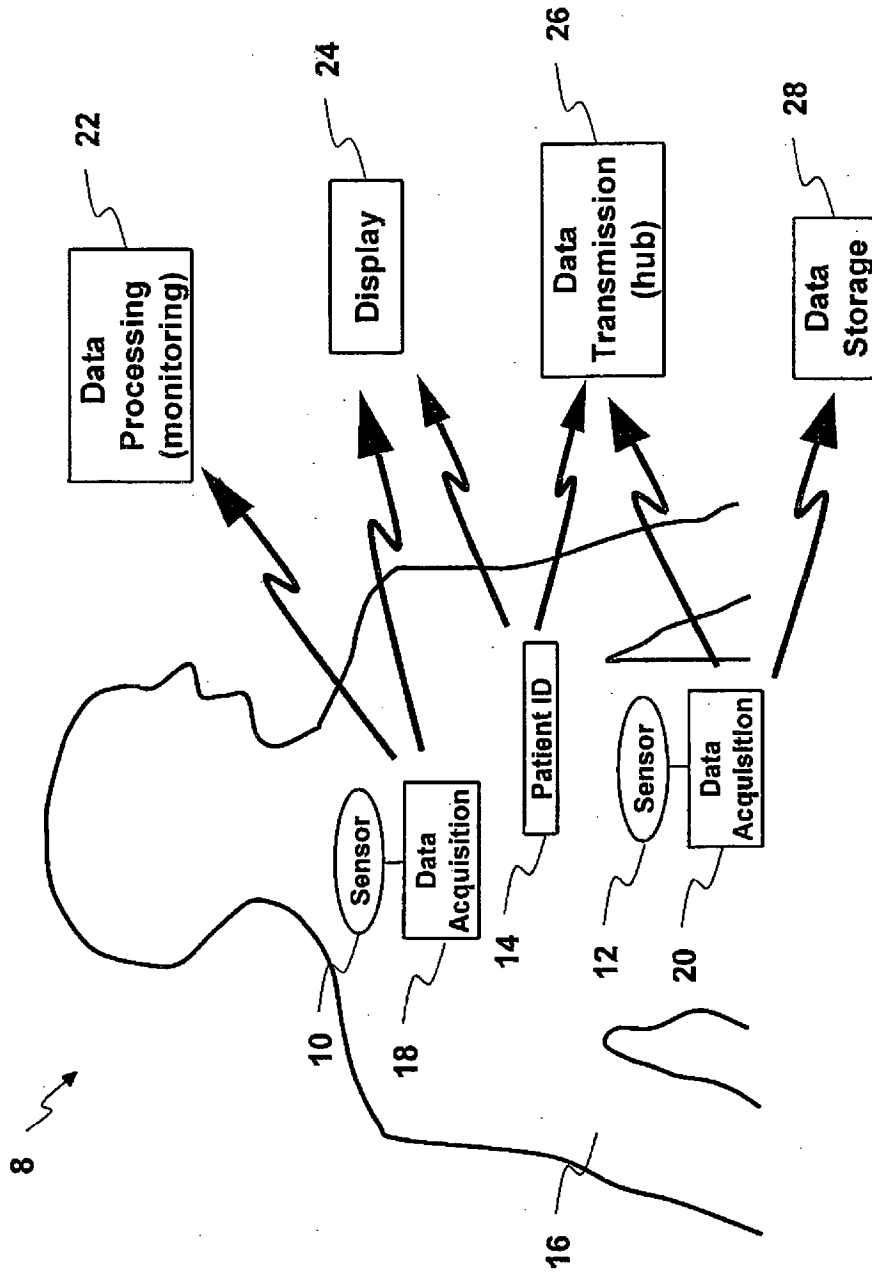 8
22
Data
Processing
(monitoring)
24
Display
10
Sensor
18
Data
Acquisition
14
Patient ID
26
Data
Transmission
(hub)
12
Sensor
20
Data
Acquisition
28
Data
Storage
16